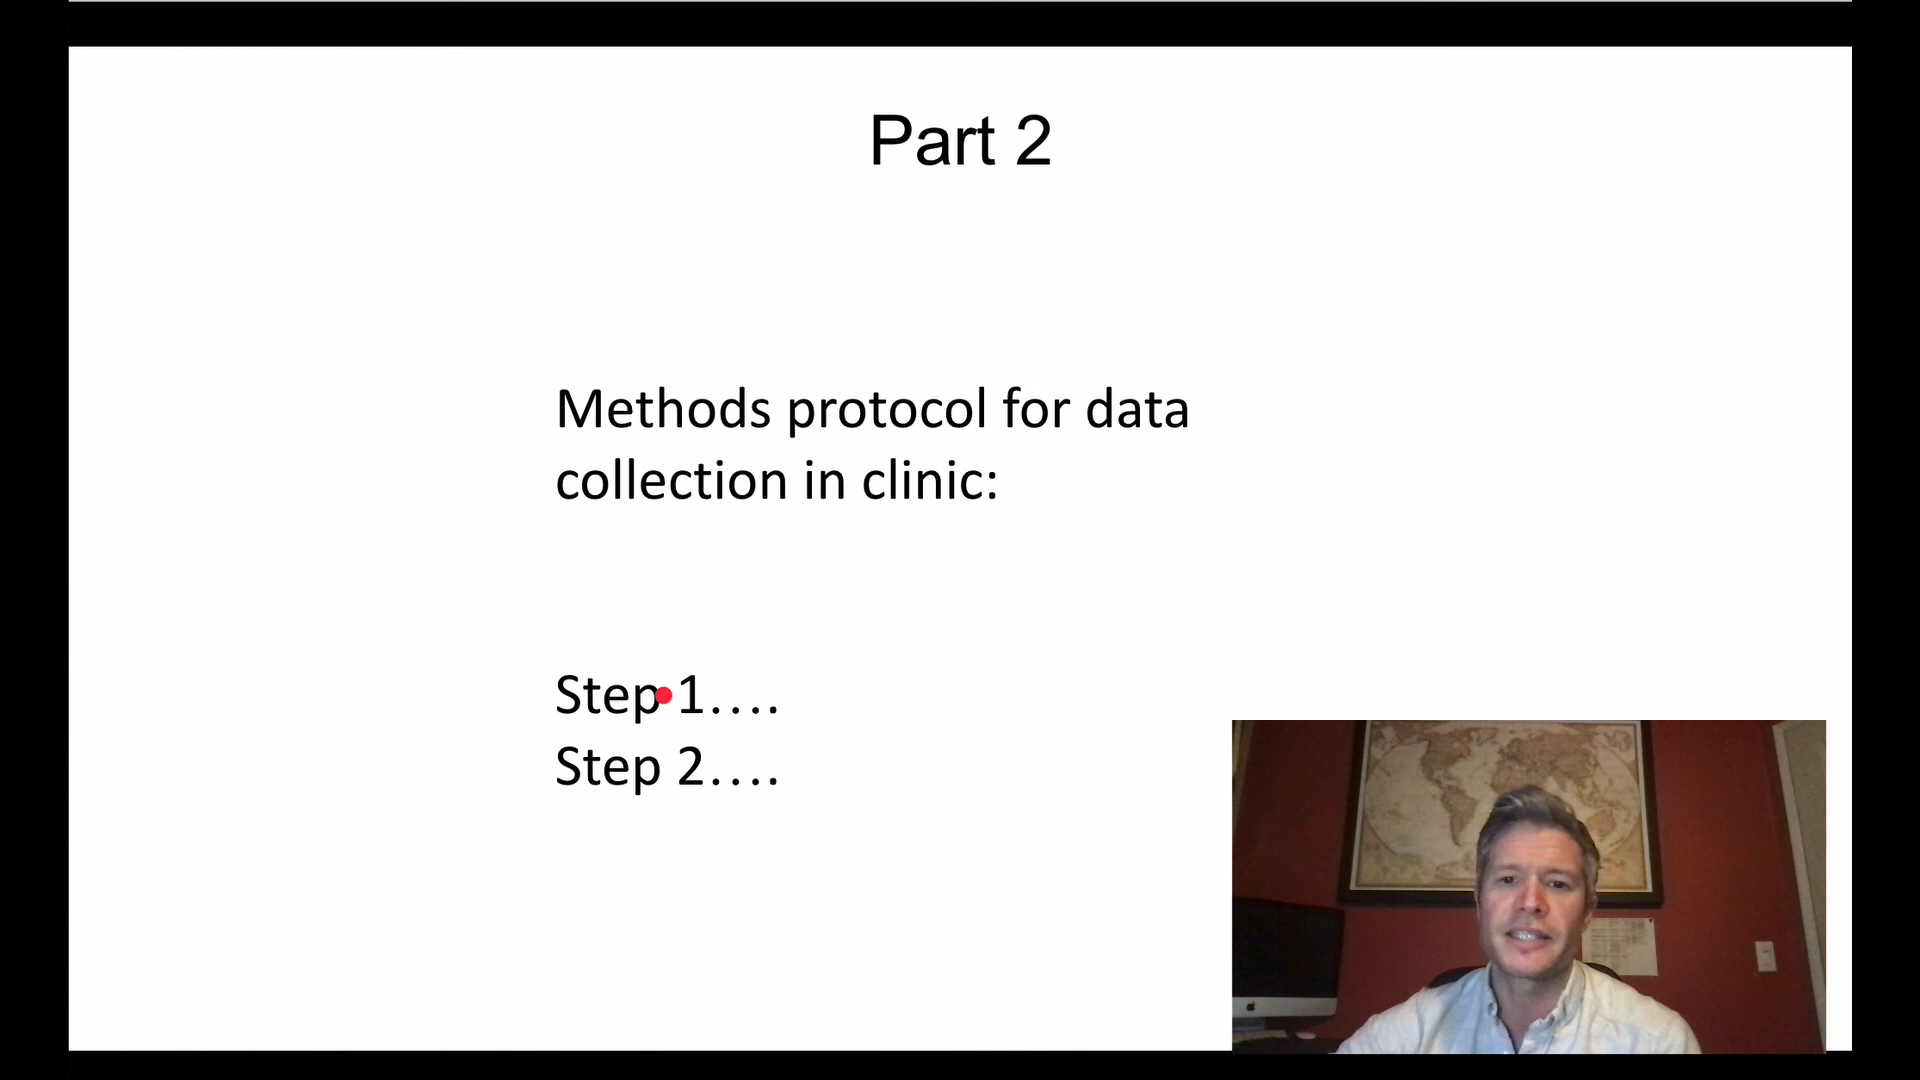 Part 2
Methods protocol for data
collection in clinic:
Step 1....
Step 2....